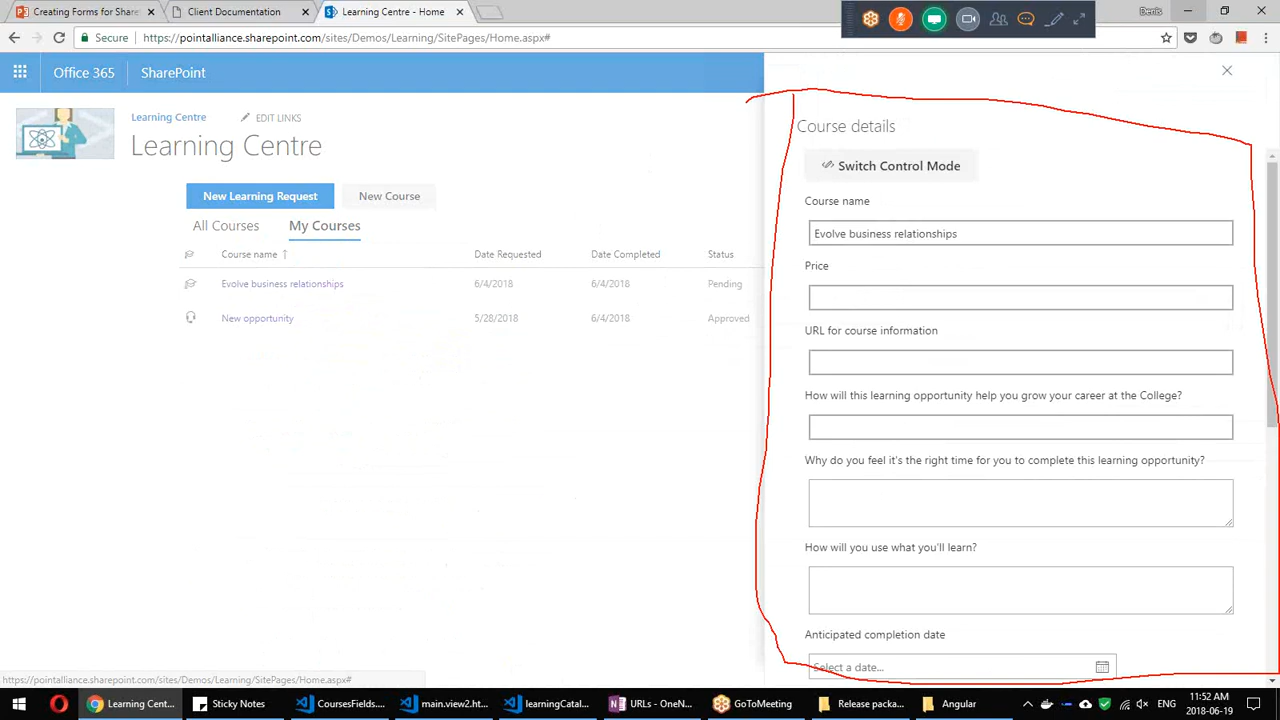 Creating Forms for SharePo
Client Documentation
Learning Centre - Home
Denis
Secure
https://pointalliance.sharepoint.com/sites/Demos/Learning/SitePages/Home.aspx#
Office 365
SharePoint
Learning Centre
EDIT LINKS
Learning Centre
New Learning Request
New Course
All Courses
My Courses
Course name
Date Requested
Date Completed
Status
Evolve business relationships
6/4/2018
6/4/2018
Pending
New opportunity
5/28/2018
6/4/2018
Approved
Course details
Switch Control Mode
Course name
Evolve business relationships
Price
URL for course information
How will this learning opportunity help you grow your career at the College?
Why do you feel it's the right time for you to complete this learning opportunity?
How will you use what you'll learn?
Anticipated completion date
Select a date...
https://pointalliance.sharepoint.com/sites/Demos/Learning/SitePages/Home.aspx#
Learning Cent...
Sticky Notes
CoursesFields....
main.view2.ht...
learningCatal...
URLs - OneN...
GoToMeeting
Release packa...
Angular
ENG
11:52 AM
2018-06-19